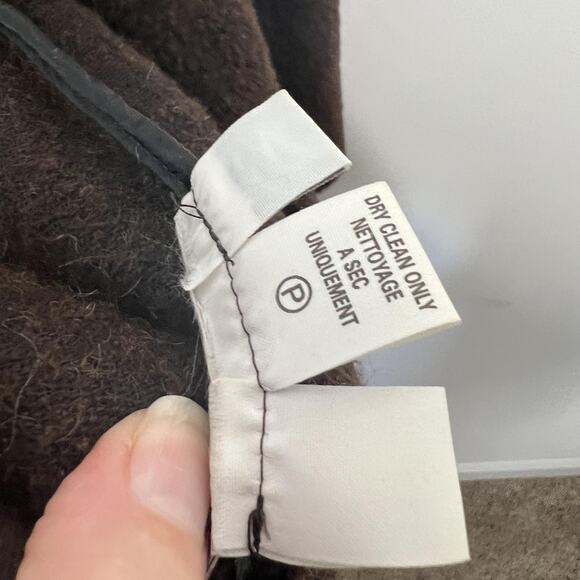 DRY CLEAN ONLY
NETTOYAGE
A SEC
UNIQUEMENT
P